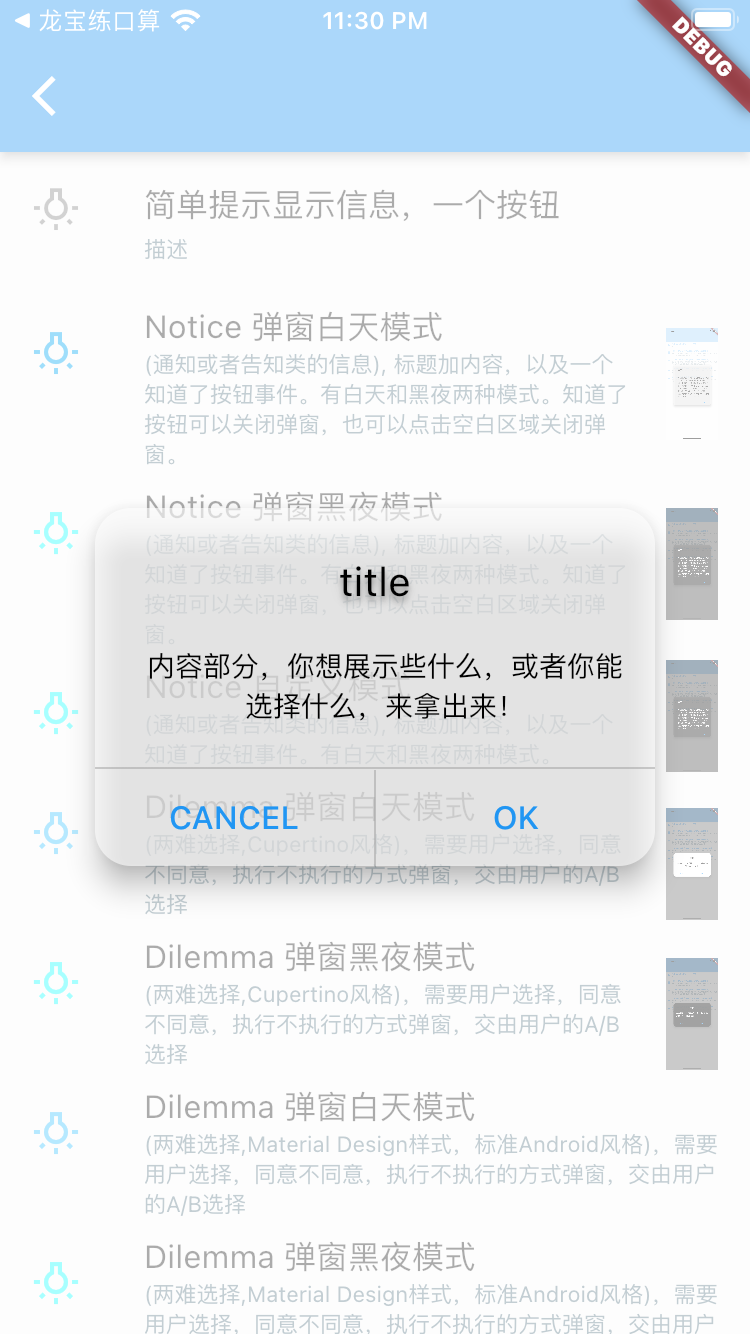 ◀ 龙宝练口算
11:30 PM
DEBUG
简单提示显示信息，一个按钮
描述
Notice 弹窗白天模式
(通知或者告知类的信息), 标题加内容，以及一个
知道了按钮事件。有白天和黑夜两种模式。知道了
按钮可以关闭弹窗，也可以点击空白区域关闭弹
窗。
Notice 弹窗黑夜模式
(通知或者告知类的信息), 标题加内容，以及一个
知道了按钮事件。有白天和黑夜两种模式。知道了
按钮可以关闭弹窗，也可以点击空白区域关闭弹
窗。
title
内容部分，你想展示些什么，或者你能
选择什么，来拿出来！
Notice 自定义模式
(通知或者告知类的信息), 标题加内容，以及一个
知道了按钮事件。有白天和黑夜两种模式。
CANCEL
OK
Dilemma 弹窗白天模式
(两难选择,Cupertino风格)，需要用户选择，同意
不同意，执行不执行的方式弹窗，交由用户的A/B
选择
Dilemma 弹窗黑夜模式
(两难选择,Cupertino风格)，需要用户选择，同意
不同意，执行不执行的方式弹窗，交由用户的A/B
选择
Dilemma 弹窗白天模式
(两难选择,Material Design样式，标准Android风格)，需要
用户选择，同意不同意，执行不执行的方式弹窗，交由用户
的A/B选择
Dilemma 弹窗黑夜模式
(两难选择,Material Design样式，标准Android风格)，需要
用户选择，同意不同意，执行不执行的方式弹窗，交由用户